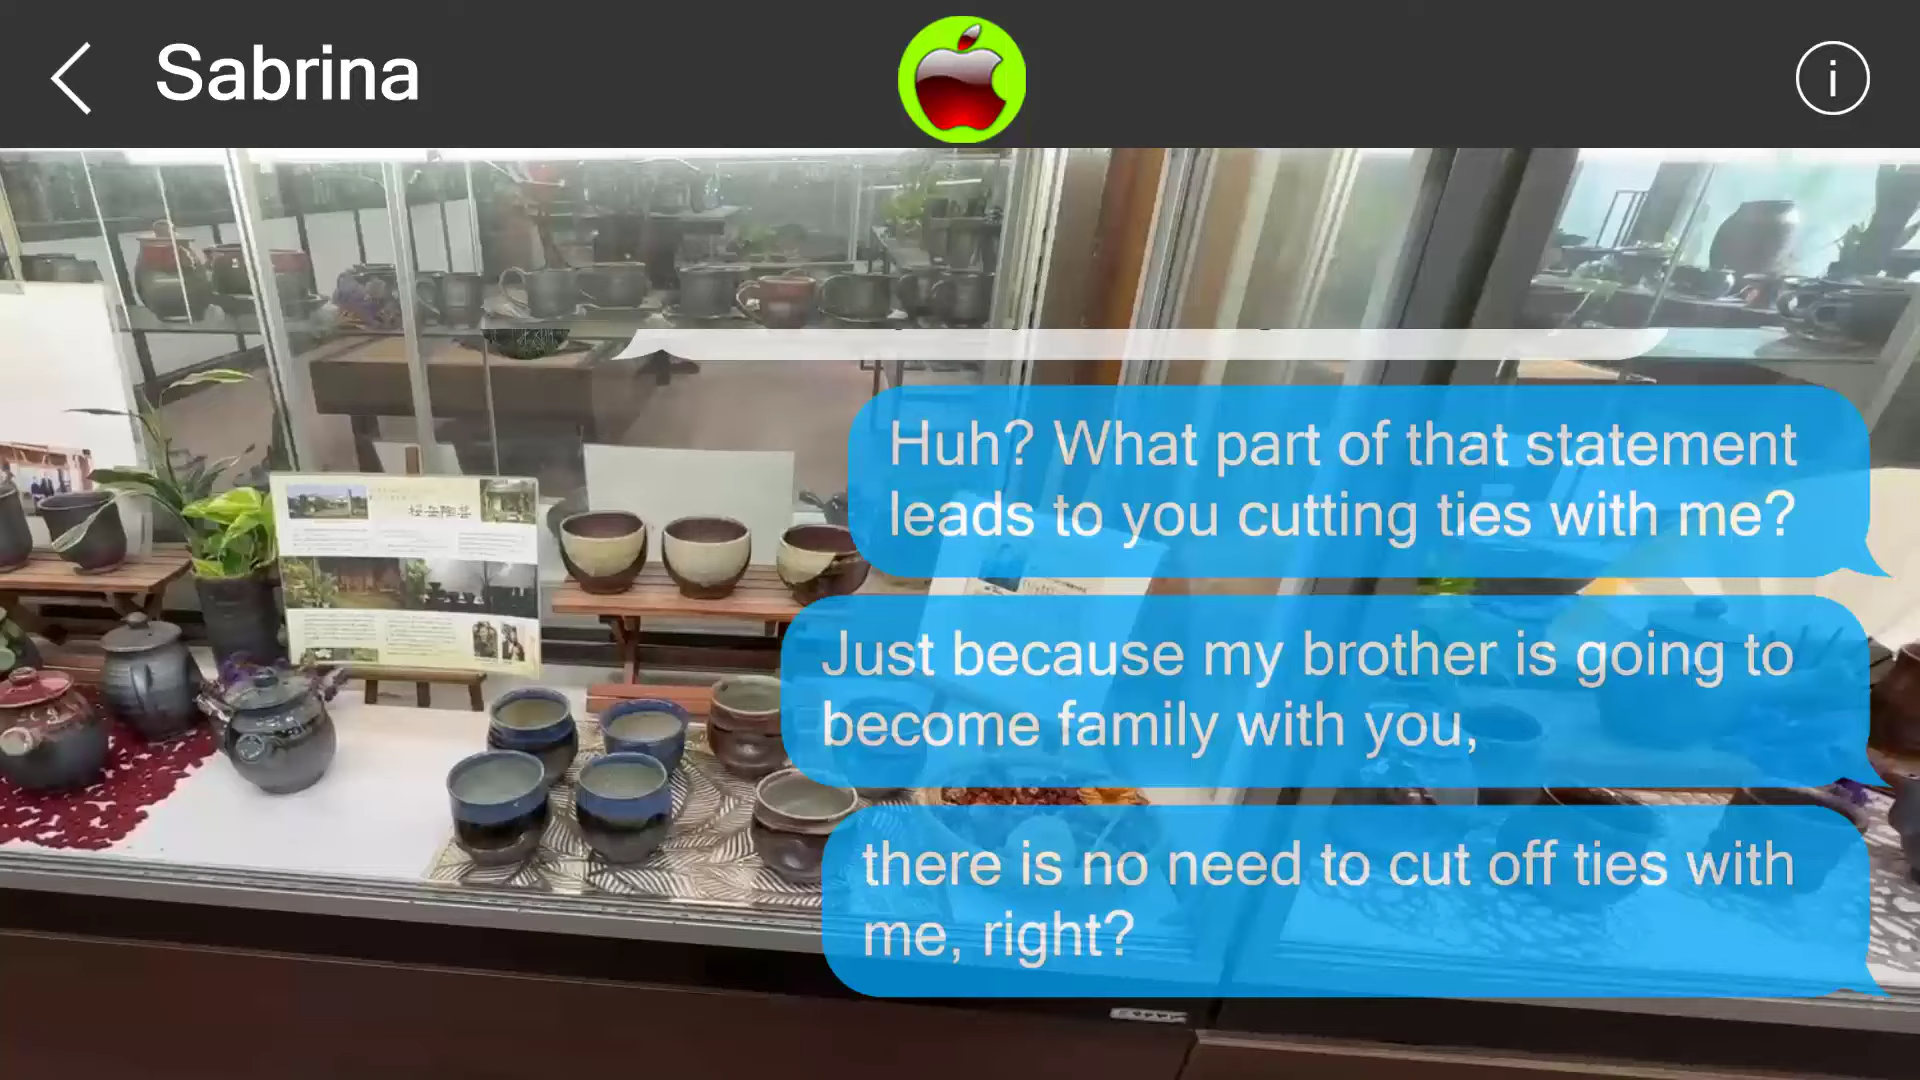 Sabrina
i
Huh? What part of that statement
leads to you cutting ties with me?
Just because my brother is going to
become family with you,
there is no need to cut off ties with
me, right?